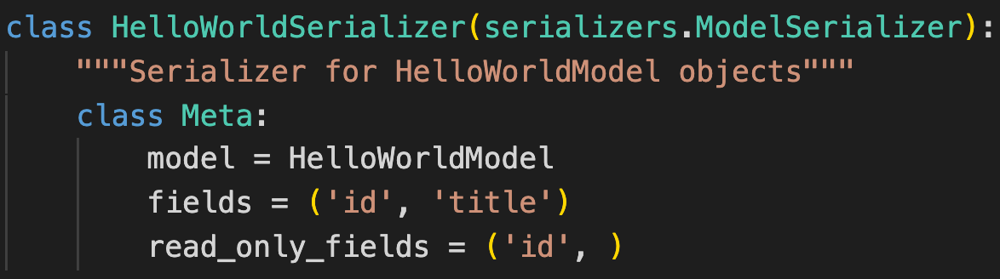 class HelloWorldSerializer(serializers.ModelSerializer):
    """Serializer for HelloWorldModel objects"""
    class Meta:
        model = HelloWorldModel
        fields = ('id', 'title')
        read_only_fields = ('id', )